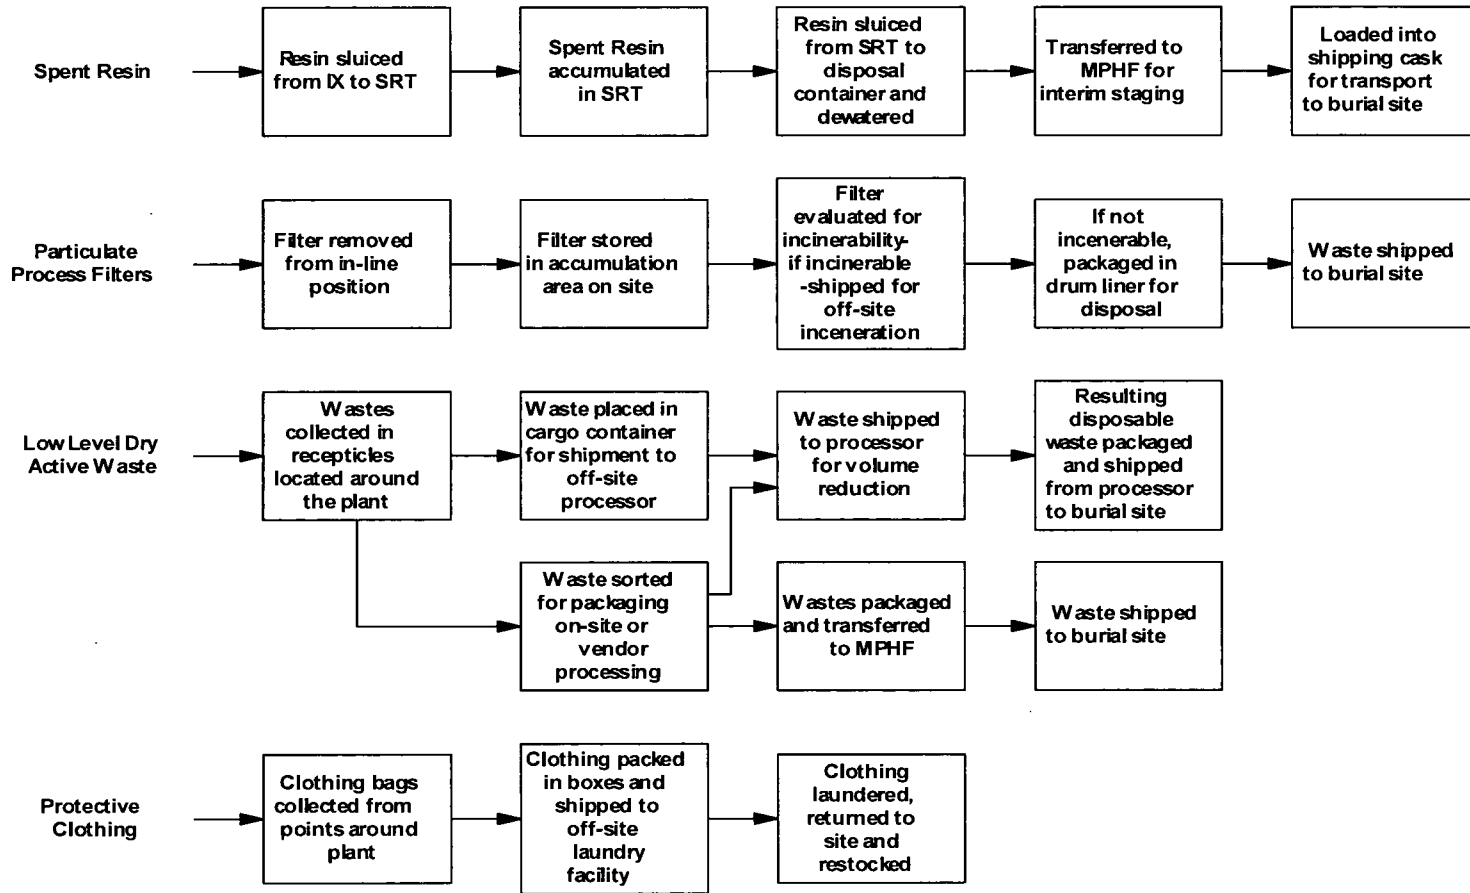 Spent Resin
Resin sluiced
from IX to SRT
Spent Resin
accumulated
in SRT
Resin sluiced
from SRT to
disposal
container and
dewatered
Transferred to
MPHF for
interim staging
Loaded into
shipping cask
for transport
to burial site
Particulate
Process Filters
Filter removed
from in-line
position
Filter stored
in accumulation
area on site
Filter
evaluated for
incinerability-
if incinerable
-shipped for
off-site
inceneration
If not
incenerable,
packaged in
drum liner for
disposal
Waste shipped
to burial site
Low Level Dry
Active Waste
Wastes
collected in
recepticles
located around
the plant
Waste placed in
cargo container
for shipment to
off-site
processor
Waste shipped
to processor
for volume
reduction
Resulting
disposable
waste packaged
and shipped
from processor
to burial site
Waste sorted
for packaging
on-site or
vendor
processing
Wastes packaged
and transferred
to MPHF
Waste shipped
to burial site
Protective
Clothing
Clothing bags
collected from
points around
plant
Clothing packed
in boxes and
shipped to
off-site
laundry
facility
Clothing
laundered,
returned to
site and
restocked